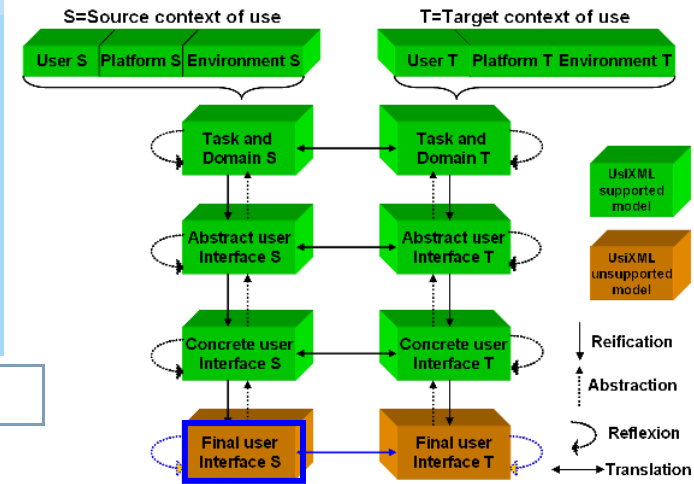 S=Source context of use
T=Target context of use
User S
Platform S
Environment S
User T
Platform T
Environment T
Task and
Domain S
Task and
Domain T
Abstract user
Interface S
Abstract user
Interface T
Concrete user
Interface S
Concrete user
Interface T
Final user
Interface S
Final user
Interface T
UsiXML
supported
model
UsiXML
unsupported
model
Reification
Abstraction
Reflexion
Translation